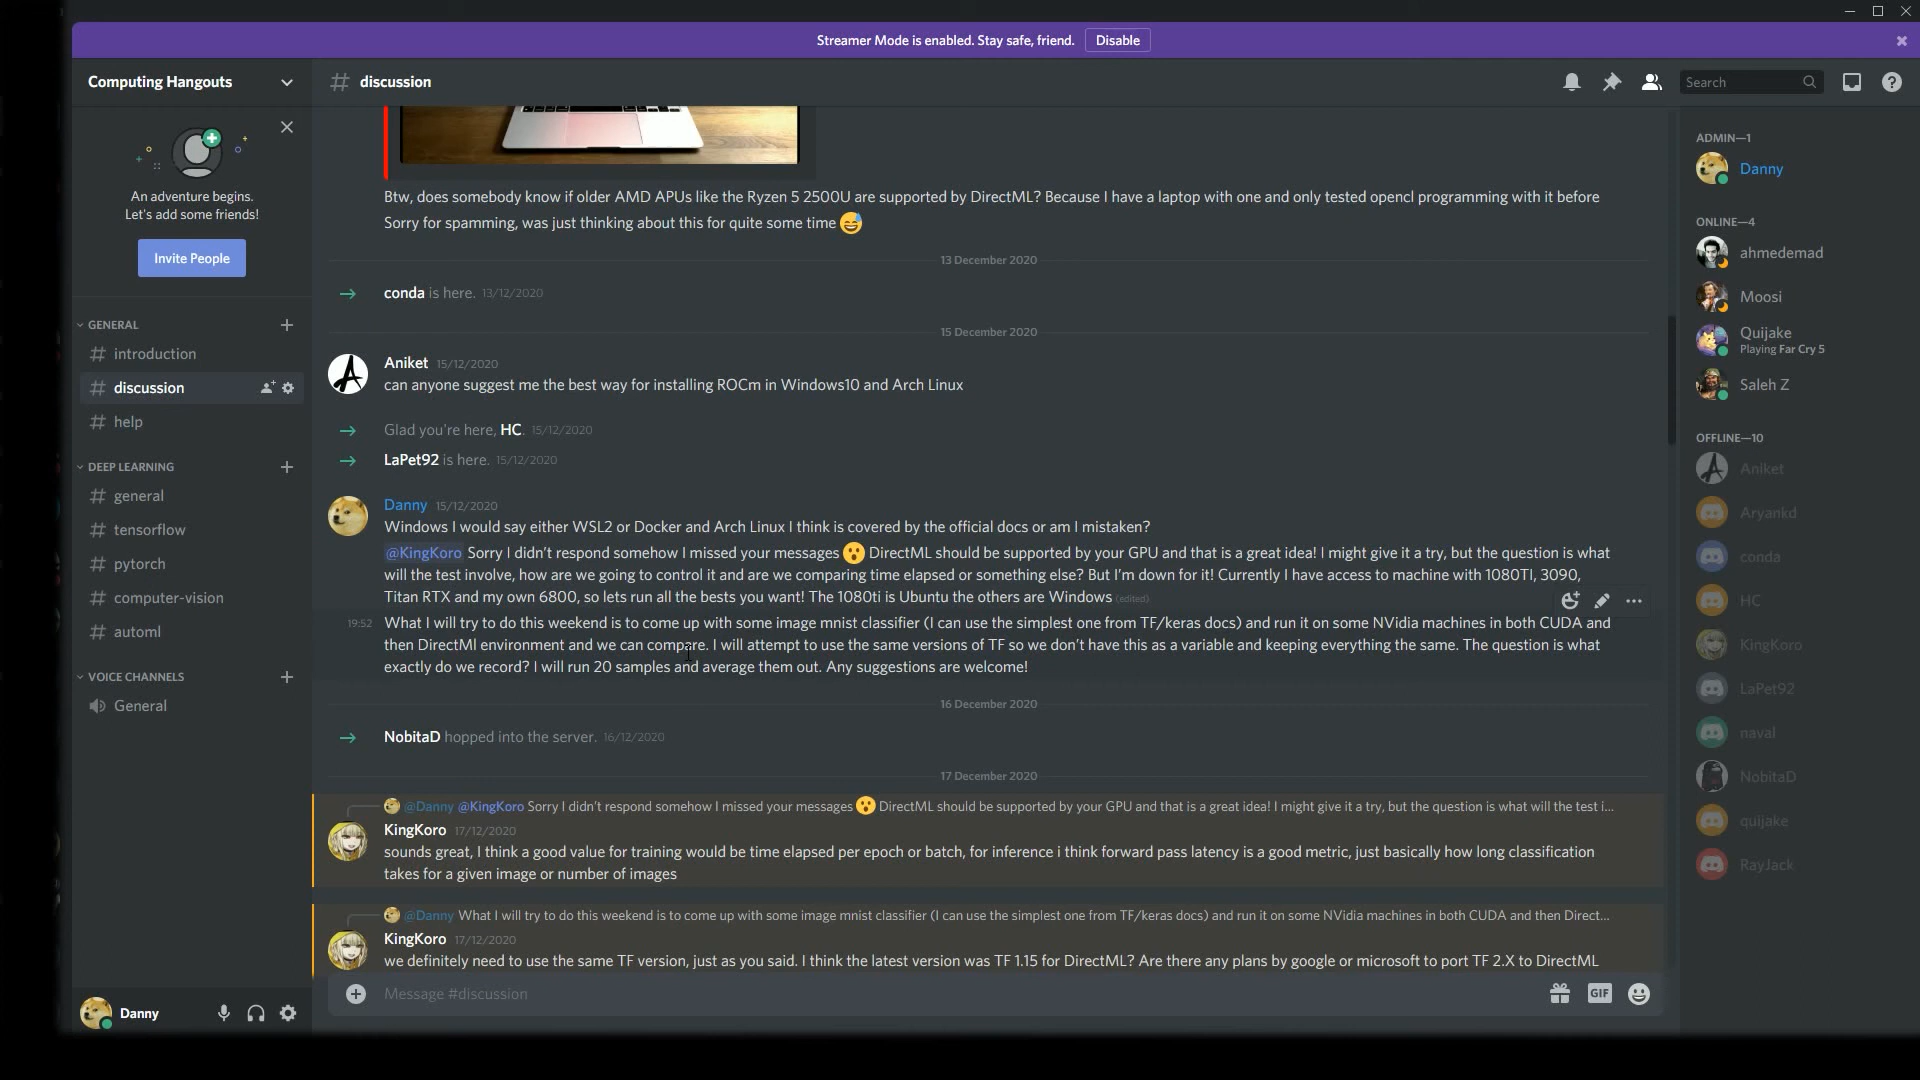 Streamer Mode is enabled. Stay safe, friend. Disable
Computing Hangouts
discussion
Search
An adventure begins.
Let's add some friends!
Invite People
GENERAL
introduction
discussion
help
DEEP LEARNING
general
tensorflow
pytorch
computer-vision
automl
VOICE CHANNELS
General
Danny
Btw, does somebody know if older AMD APUs like the Ryzen 5 2500U are supported by DirectML? Because I have a laptop with one and only tested opencl programming with it before
Sorry for spamming, was just thinking about this for quite some time 😅
13 December 2020
conda is here. 13/12/2020
15 December 2020
Aniket 15/12/2020
can anyone suggest me the best way for installing ROCm in Windows10 and Arch Linux
Glad you're here, HC. 15/12/2020
LaPet92 is here. 15/12/2020
Danny 15/12/2020
Windows I would say either WSL2 or Docker and Arch Linux I think is covered by the official docs or am I mistaken?
@KingKoro Sorry I didn't respond somehow I missed your messages 😮 DirectML should be supported by your GPU and that is a great idea! I might give it a try, but the question is what
will the test involve, how are we going to control it and are we comparing time elapsed or something else? But I'm down for it! Currently I have access to machine with 1080TI, 3090,
Titan RTX and my own 6800, so lets run all the bests you want! The 1080ti is Ubuntu the others are Windows (edited)
19:52 What I will try to do this weekend is to come up with some image mnist classifier (I can use the simplest one from TF/keras docs) and run it on some NVidia machines in both CUDA and
then DirectMl environment and we can compare. I will attempt to use the same versions of TF so we don't have this as a variable and keeping everything the same. The question is what
exactly do we record? I will run 20 samples and average them out. Any suggestions are welcome!
16 December 2020
NobitaD hopped into the server. 16/12/2020
17 December 2020
@Danny @KingKoro Sorry I didn't respond somehow I missed your messages 😮 DirectML should be supported by your GPU and that is a great idea! I might give it a try, but the question is what will the test i...
KingKoro 17/12/2020
sounds great, I think a good value for training would be time elapsed per epoch or batch, for inference i think forward pass latency is a good metric, just basically how long classification
takes for a given image or number of images
@Danny What I will try to do this weekend is to come up with some image mnist classifier (I can use the simplest one from TF/keras docs) and run it on some NVidia machines in both CUDA and then Direct...
KingKoro 17/12/2020
we definitely need to use the same TF version, just as you said. I think the latest version was TF 1.15 for DirectML? Are there any plans by google or microsoft to port TF 2.X to DirectML
Message #discussion
GIF
ADMIN—1
Danny
ONLINE—4
ahmedemad
Moosi
Quijake
Playing Far Cry 5
Saleh Z
OFFLINE—10
Aniket
Aryankd
conda
HC
KingKoro
LaPet92
naval
NobitaD
quijake
RayJack